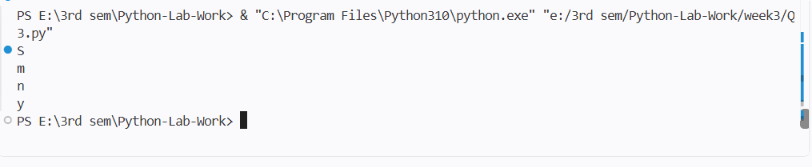 PS E:\3rd sem\Python-Lab-Work> & "C:\Program Files\Python310\python.exe" "e:/3rd sem/Python-Lab-Work/week3/Q
3.py"
S
m
n
y
PS E:\3rd sem\Python-Lab-Work>